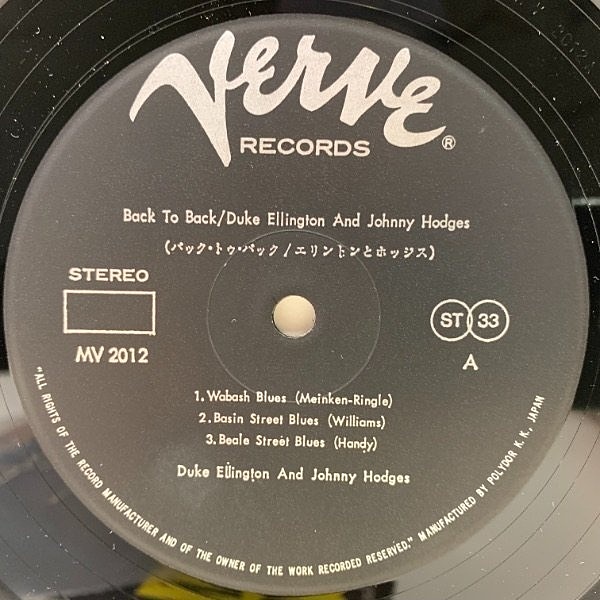 Verve
RECORDS ®
Back To Back/Duke Ellington And Johnny Hodges
(バック・トゥ・バック/エリントンとホッジス)
STEREO
MV 2012
ST 33
A
1. Wabash Blues (Meinken-Ringle)
2. Basin Street Blues (Williams)
3. Beale Street Blues (Handy)
Duke Ellington And Johnny Hodges
"ALL RIGHTS OF THE RECORD MANUFACTURER AND OF THE OWNER OF THE WORK RECORDED RESERVED." MANUFACTURED BY POLYDOR K. K., JAPAN